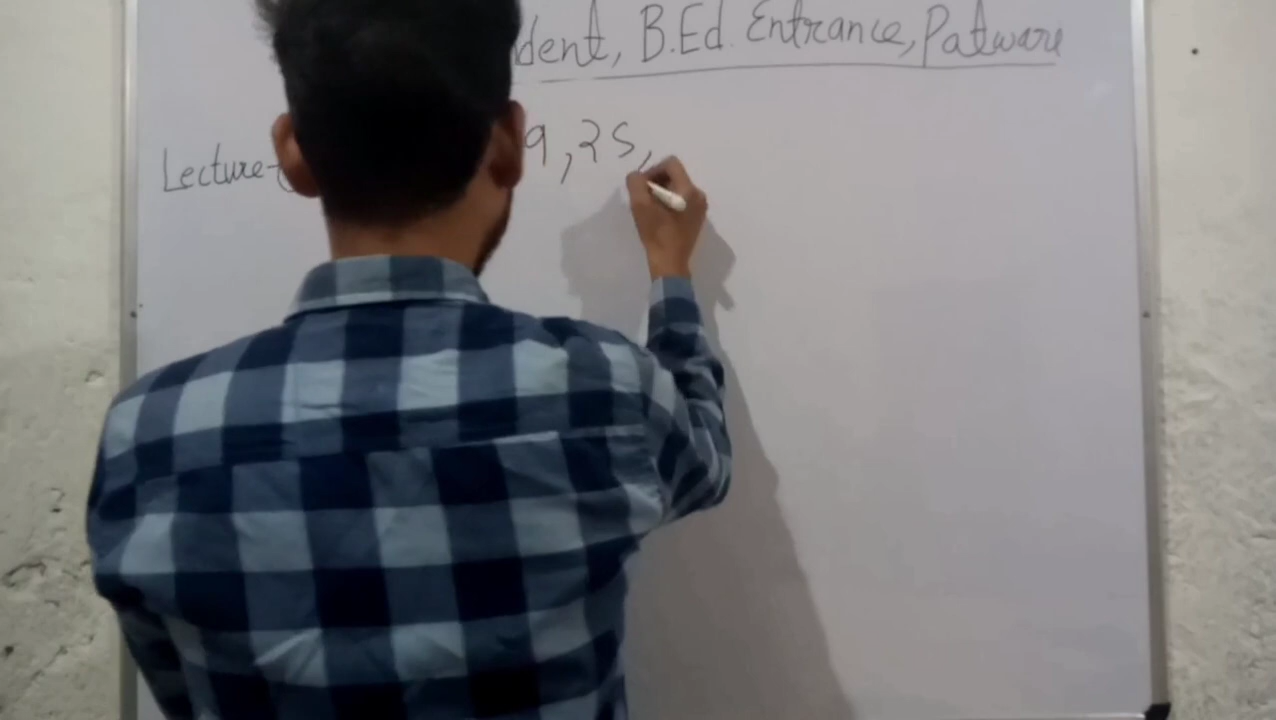 dent, B.Ed. Entrance, Patwari
Lecture- 9, 25,